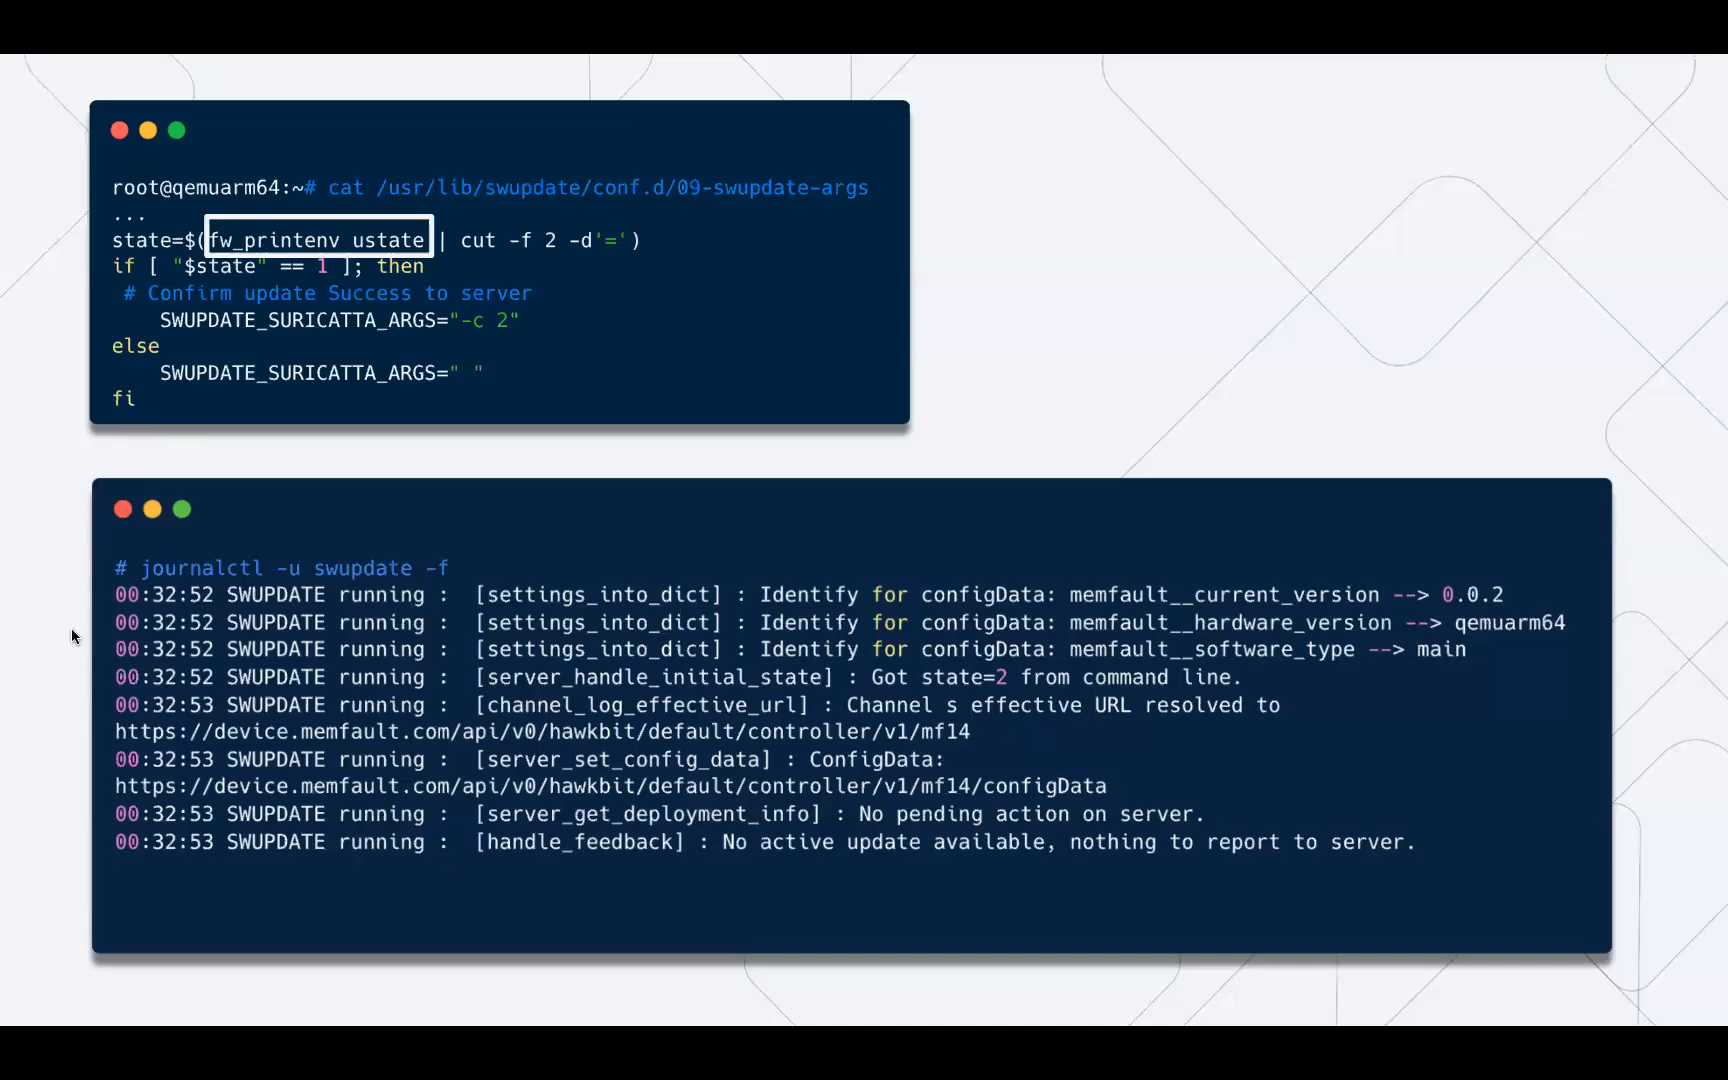 root@qemuarm64:~# cat /usr/lib/swupdate/conf.d/09-swupdate-args
...
state=$(fw_printenv ustate | cut -f 2 -d'=')
if [ "$state" == 1 ]; then
# Confirm update Success to server
SWUPDATE_SURICATTA_ARGS="-c 2"
else
SWUPDATE_SURICATTA_ARGS=" "
fi
# journalctl -u swupdate -f
00:32:52 SWUPDATE running : [settings_into_dict] : Identify for configData: memfault__current_version --> 0.0.2
00:32:52 SWUPDATE running : [settings_into_dict] : Identify for configData: memfault__hardware_version --> qemuarm64
00:32:52 SWUPDATE running : [settings_into_dict] : Identify for configData: memfault__software_type --> main
00:32:52 SWUPDATE running : [server_handle_initial_state] : Got state=2 from command line.
00:32:53 SWUPDATE running : [channel_log_effective_url] : Channel s effective URL resolved to
https://device.memfault.com/api/v0/hawkbit/default/controller/v1/mf14
00:32:53 SWUPDATE running : [server_set_config_data] : ConfigData:
https://device.memfault.com/api/v0/hawkbit/default/controller/v1/mf14/configData
00:32:53 SWUPDATE running : [server_get_deployment_info] : No pending action on server.
00:32:53 SWUPDATE running : [handle_feedback] : No active update available, nothing to report to server.